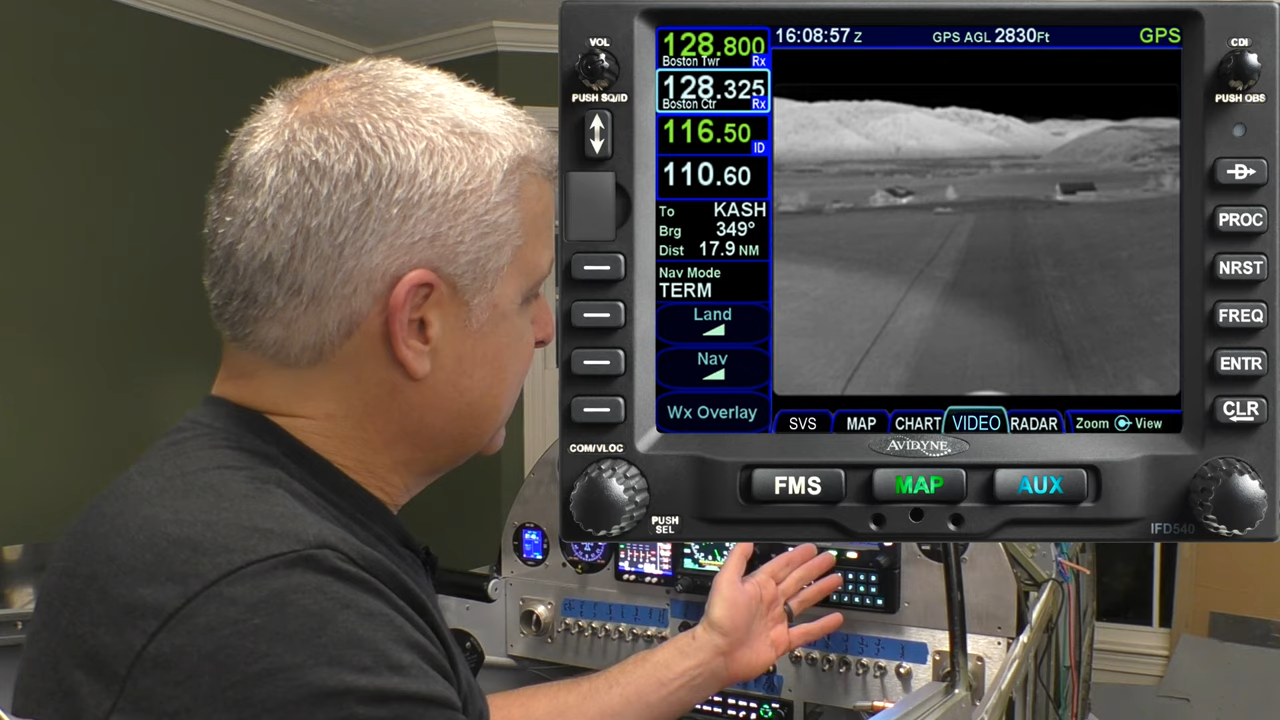 VOL
PUSH SQ/ID
128.800
Boston Twr Rx
128.325
Boston Ctr Rx
116.50
ID
110.60
To KASH
Brg 349°
Dist 17.9 NM
Nav Mode
TERM
Land
Nav
Wx Overlay
16:08:57 Z GPS AGL 2830Ft GPS
SVS MAP CHART VIDEO RADAR Zoom View
CDI
PUSH OBS
D
PROC
NRST
FREQ
ENTR
CLR
COM/VLOC
PUSH
SEL
AVIDYNE
FMS MAP AUX
IFD540